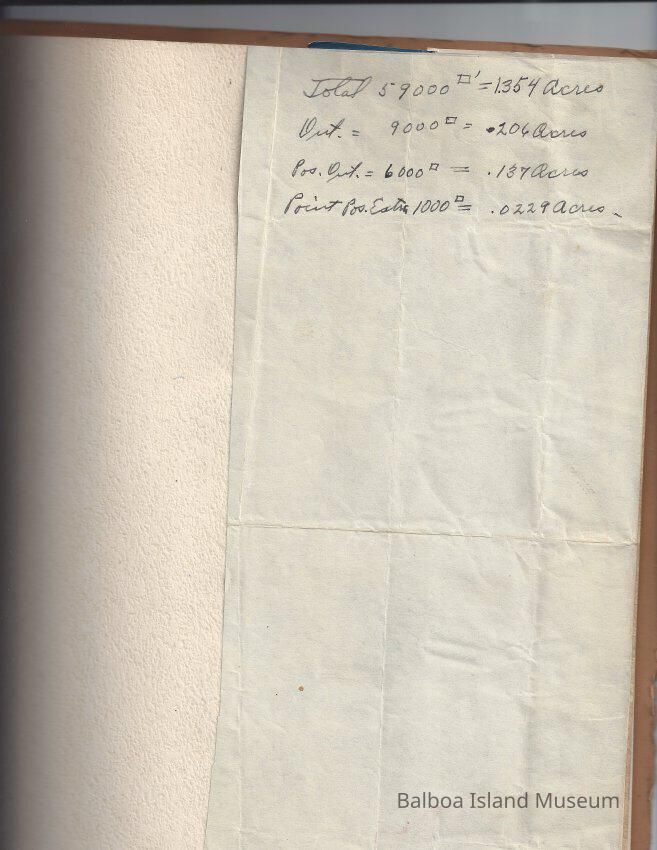 Total 59000□' = 1.354 Acres
Out. = 9000□ = .206 Acres
Pos. Out. = 6000□ = .137 Acres
Point Pos. Extra 1000□ = .0229 Acres.
Balboa Island Museum